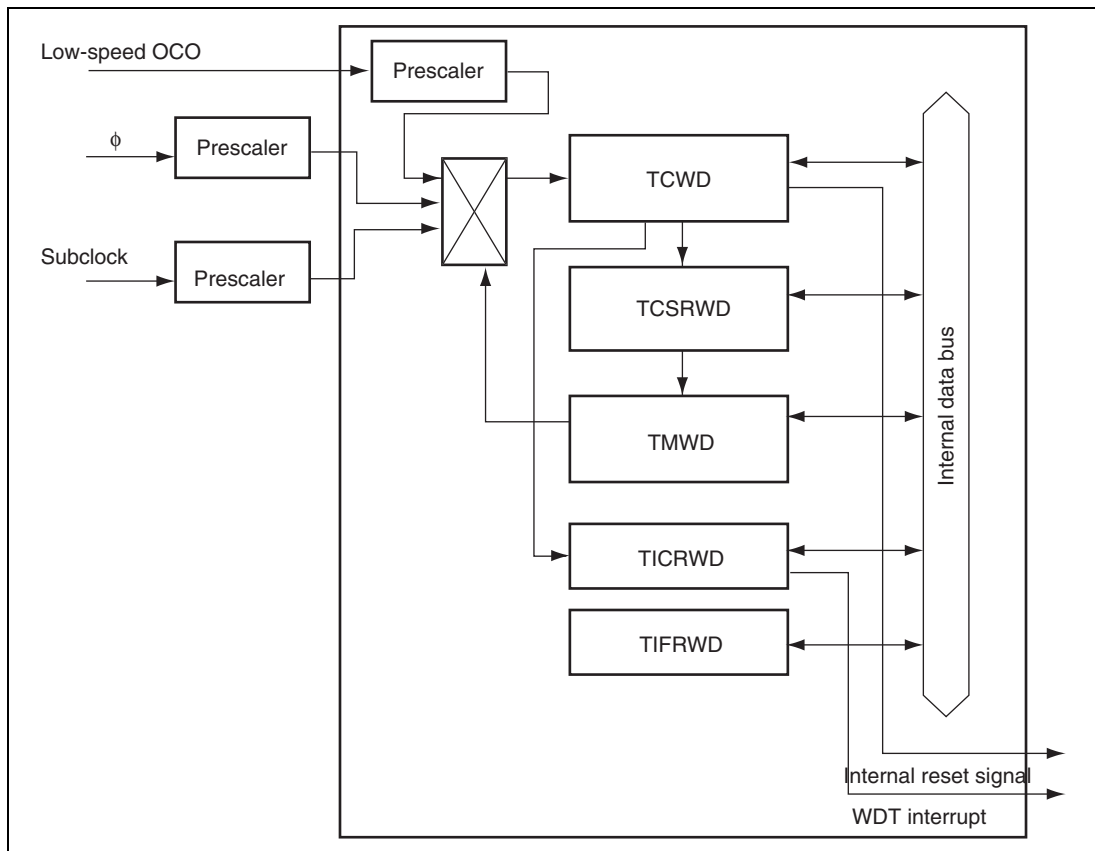 Low-speed OCO
Prescaler
ϕ
Prescaler
TCWD
Subclock
Prescaler
TCSRWD
TMWD
Internal data bus
TICRWD
TIFRWD
Internal reset signal
WDT interrupt